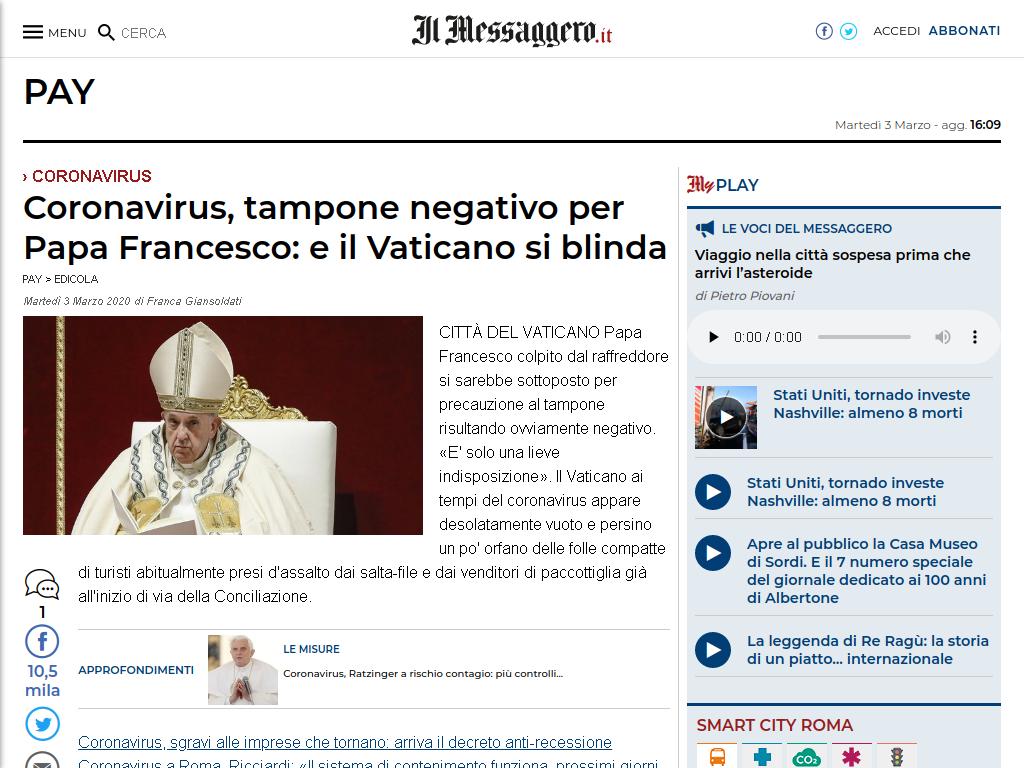 MENU CERCA Il Messaggero.it ACCEDI ABBONATI
PAY
Martedì 3 Marzo - agg. 16:09
› CORONAVIRUS
Coronavirus, tampone negativo per
Papa Francesco: e il Vaticano si blinda
PAY > EDICOLA
Martedì 3 Marzo 2020 di Franca Giansoldati
CITTÀ DEL VATICANO Papa
Francesco colpito dal raffreddore
si sarebbe sottoposto per
precauzione al tampone
risultando ovviamente negativo.
«E' solo una lieve
indisposizione». Il Vaticano ai
tempi del coronavirus appare
desolatamente vuoto e persino
un po' orfano delle folle compatte
di turisti abitualmente presi d'assalto dai salta-file e dai venditori di paccottiglia già
all'inizio di via della Conciliazione.
1
10,5
mila
APPROFONDIMENTI
LE MISURE
Coronavirus, Ratzinger a rischio contagio: più controlli...
Coronavirus, sgravi alle imprese che tornano: arriva il decreto anti-recessione
Coronavirus a Roma, Ricciardi: «Il sistema di contenimento funziona, prossimi giorni
My PLAY
LE VOCI DEL MESSAGGERO
Viaggio nella città sospesa prima che
arrivi l'asteroide
di Pietro Piovani
0:00 / 0:00
Stati Uniti, tornado investe
Nashville: almeno 8 morti
Stati Uniti, tornado investe
Nashville: almeno 8 morti
Apre al pubblico la Casa Museo
di Sordi. E il 7 numero speciale
del giornale dedicato ai 100 anni
di Albertone
La leggenda di Re Ragù: la storia
di un piatto... internazionale
SMART CITY ROMA
CO2